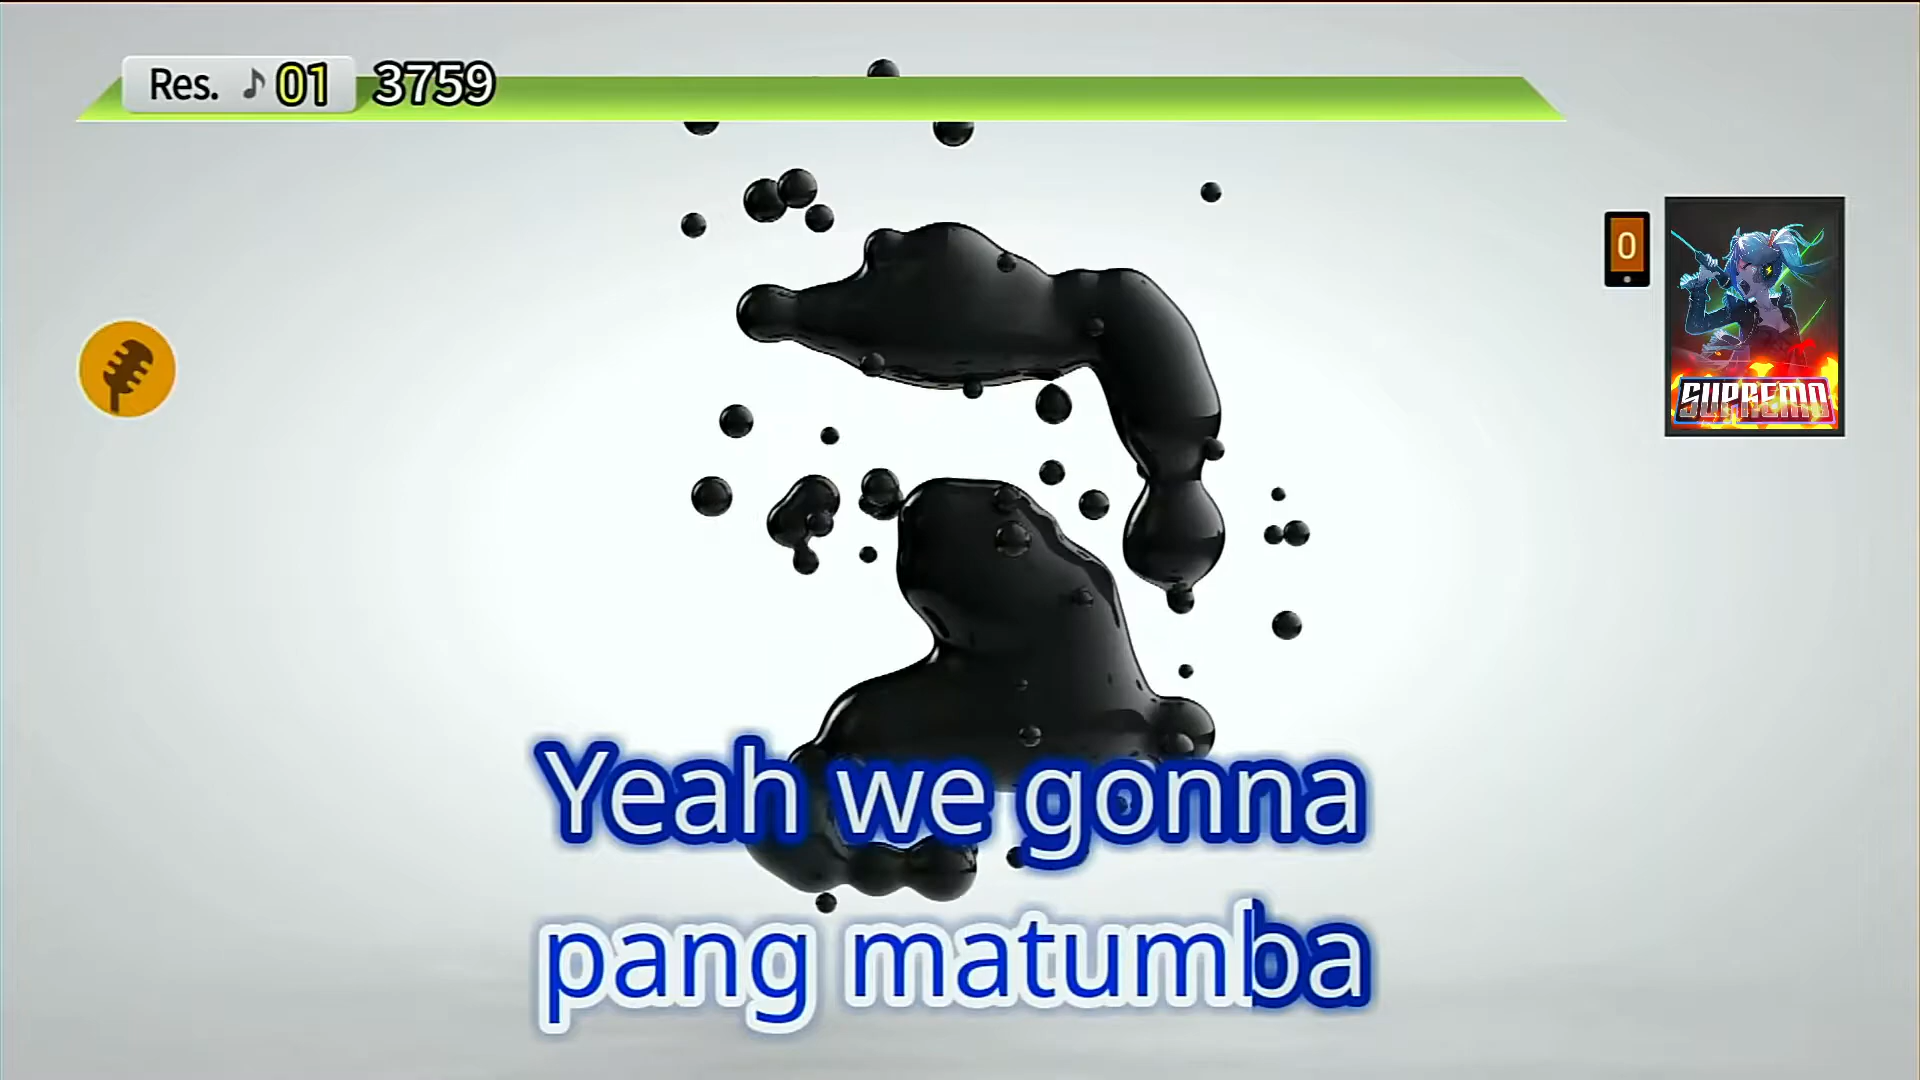 Res. ♪ 01 3759
0
SUPREMO
Yeah we gonna
pang matumba